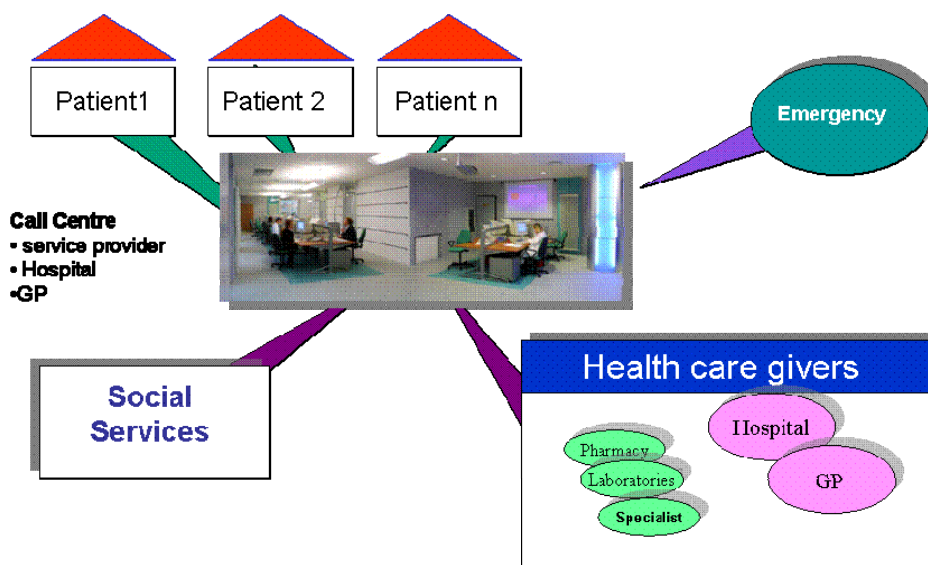 Patient1
Patient 2
Patient n
Emergency
Call Centre
• service provider
• Hospital
•GP
Social
Services
Health care givers
Hospital
GP
Pharmacy
Laboratories
Specialist